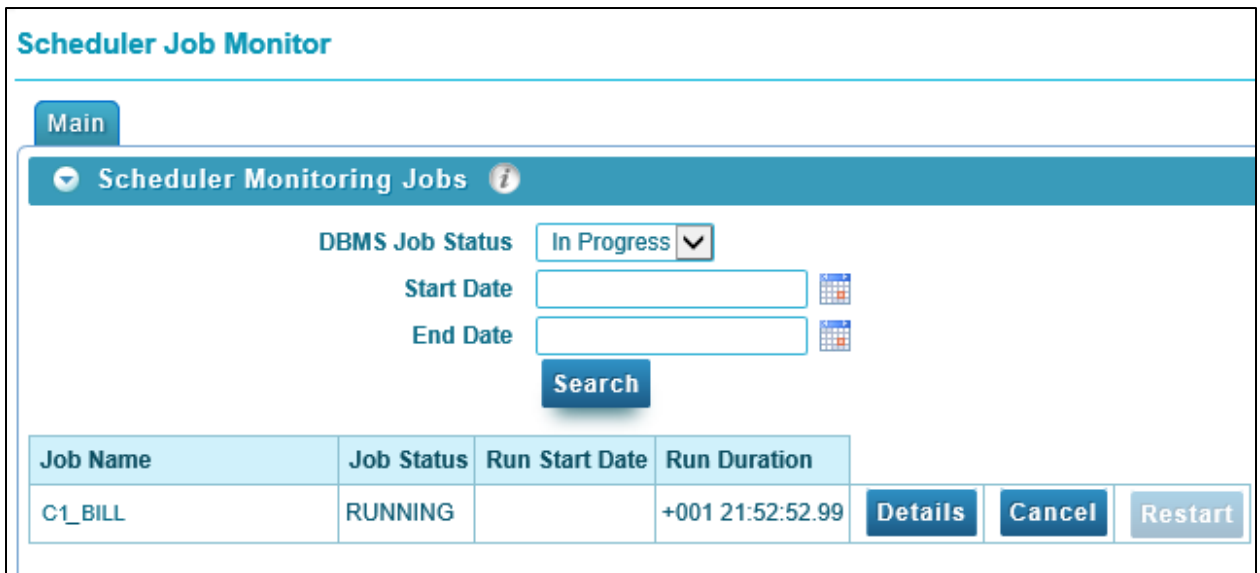 Scheduler Job Monitor
Main
Scheduler Monitoring Jobs i
DBMS Job Status In Progress
Start Date
End Date
Search
Job Name Job Status Run Start Date Run Duration
C1_BILL RUNNING +001 21:52:52.99 Details Cancel Restart